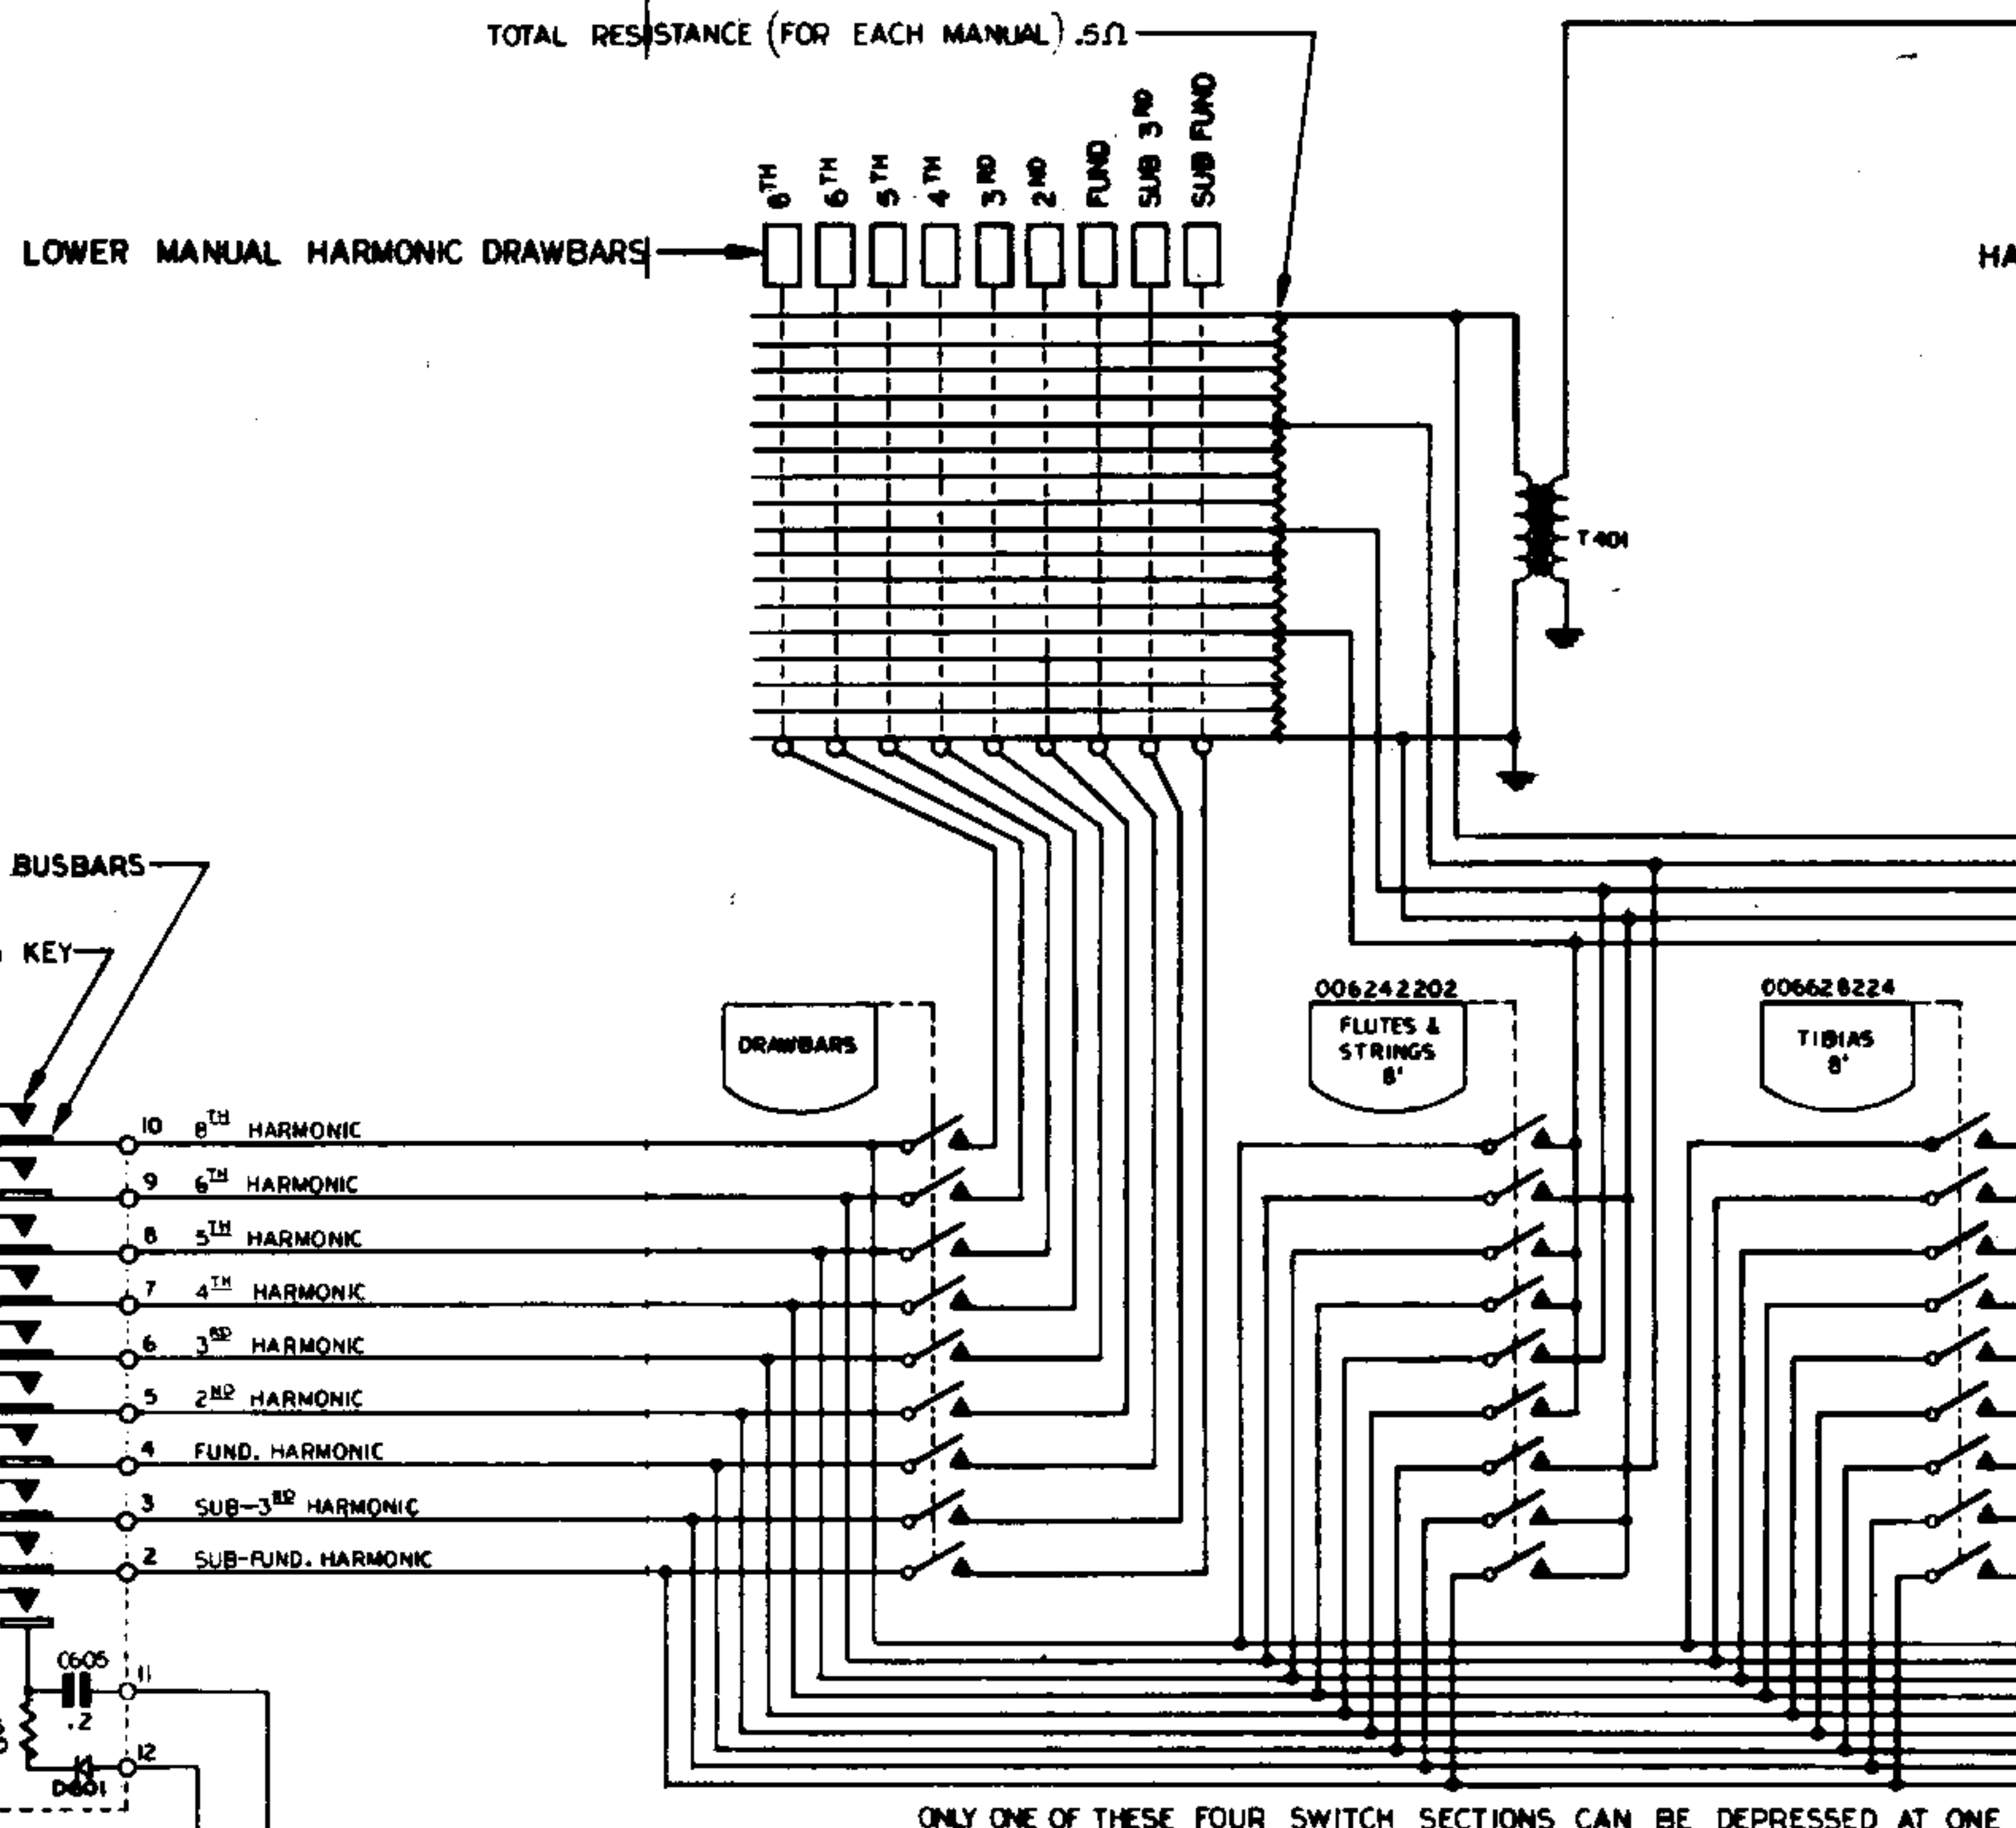 TOTAL RESISTANCE (FOR EACH MANUAL) .5Ω
8TH
6TH
5TH
4TH
3RD
2ND
FUND
SUB 3RD
SUB FUND
LOWER MANUAL HARMONIC DRAWBARS
HA
T401
BUSBARS
KEY
DRAWBARS
006242202
FLUTES &
STRINGS
8'
006628224
TIBIAS
8'
10 8TH HARMONIC
9 6TH HARMONIC
8 5TH HARMONIC
7 4TH HARMONIC
6 3RD HARMONIC
5 2ND HARMONIC
4 FUND. HARMONIC
3 SUB-3RD HARMONIC
2 SUB-FUND. HARMONIC
C605
11
.2
12
D601
ONLY ONE OF THESE FOUR SWITCH SECTIONS CAN BE DEPRESSED AT ONE